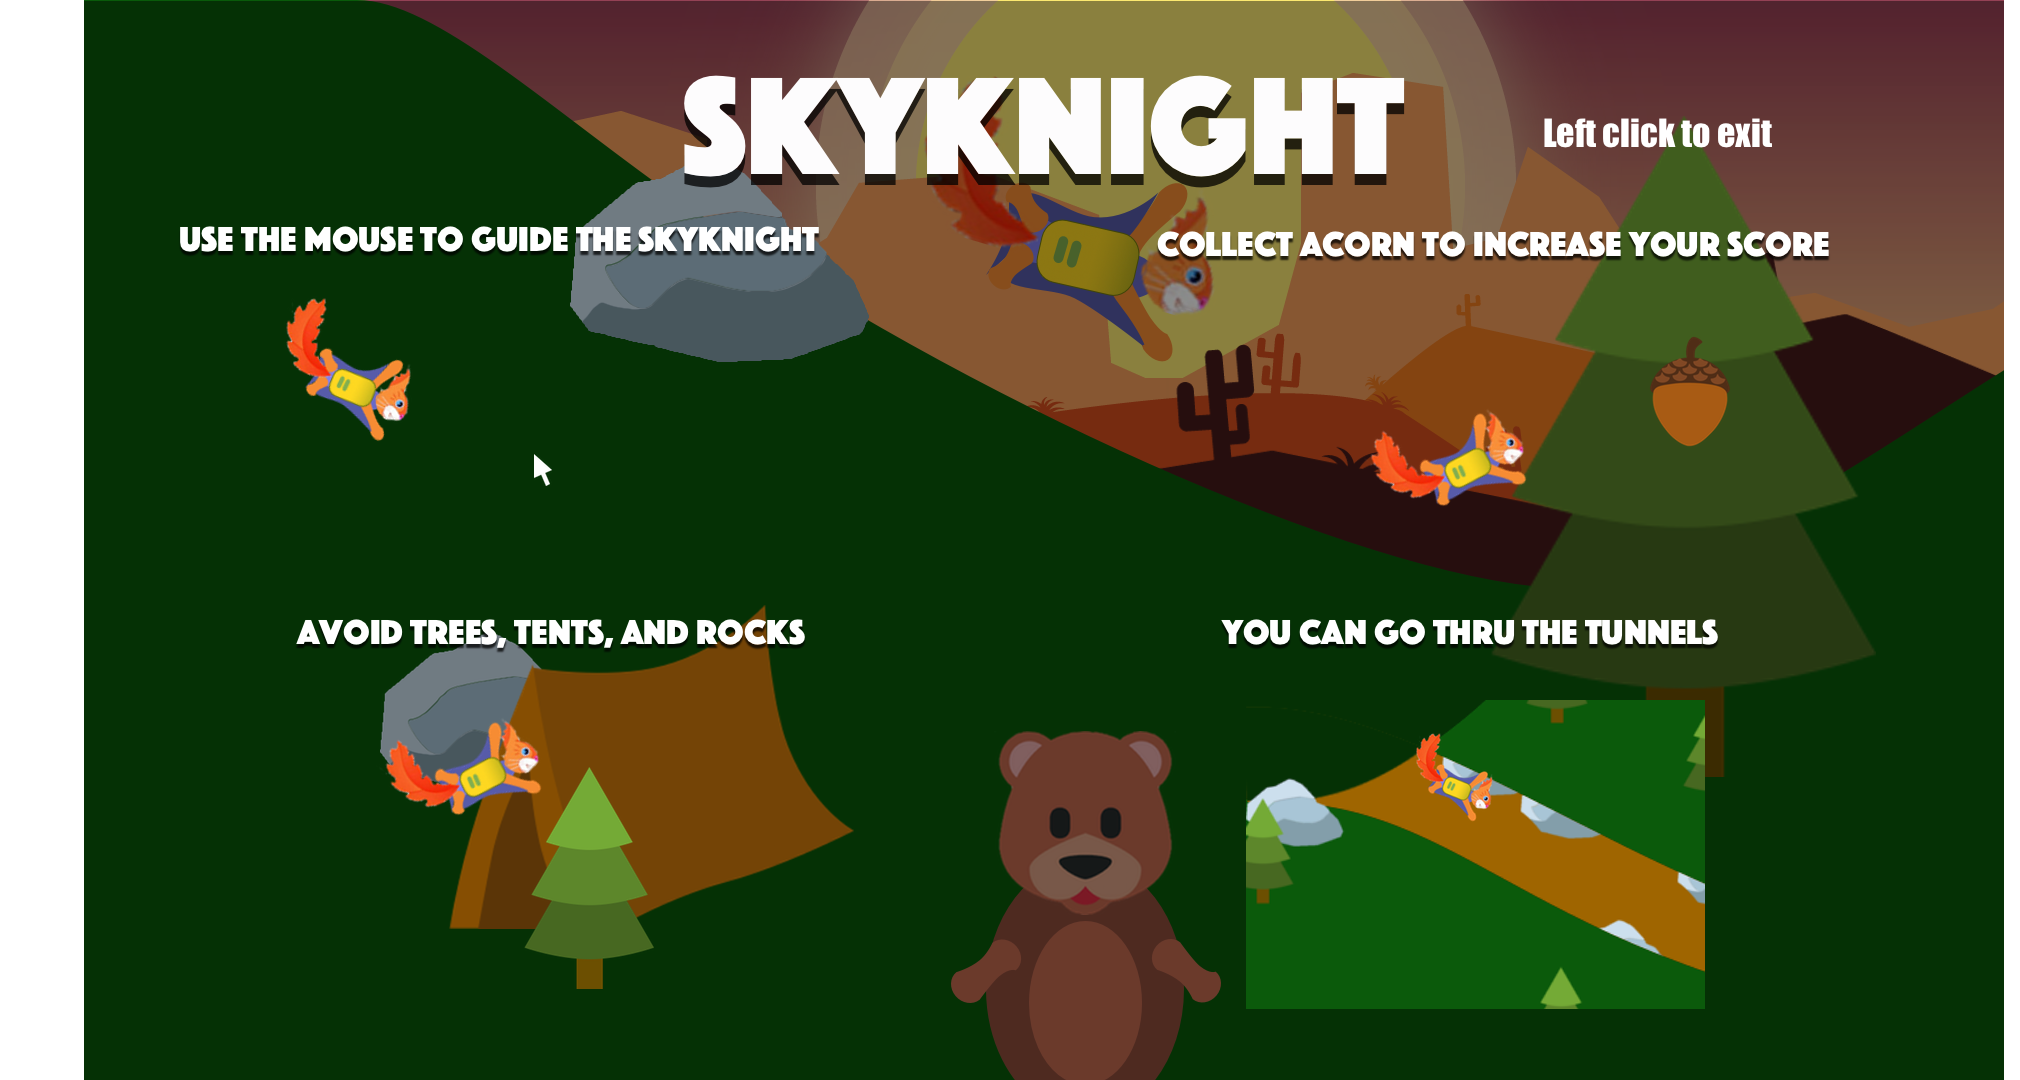 SKYKNIGHT
Left click to exit
USE THE MOUSE TO GUIDE THE SKYKNIGHT
COLLECT ACORN TO INCREASE YOUR SCORE
AVOID TREES, TENTS, AND ROCKS
YOU CAN GO THRU THE TUNNELS